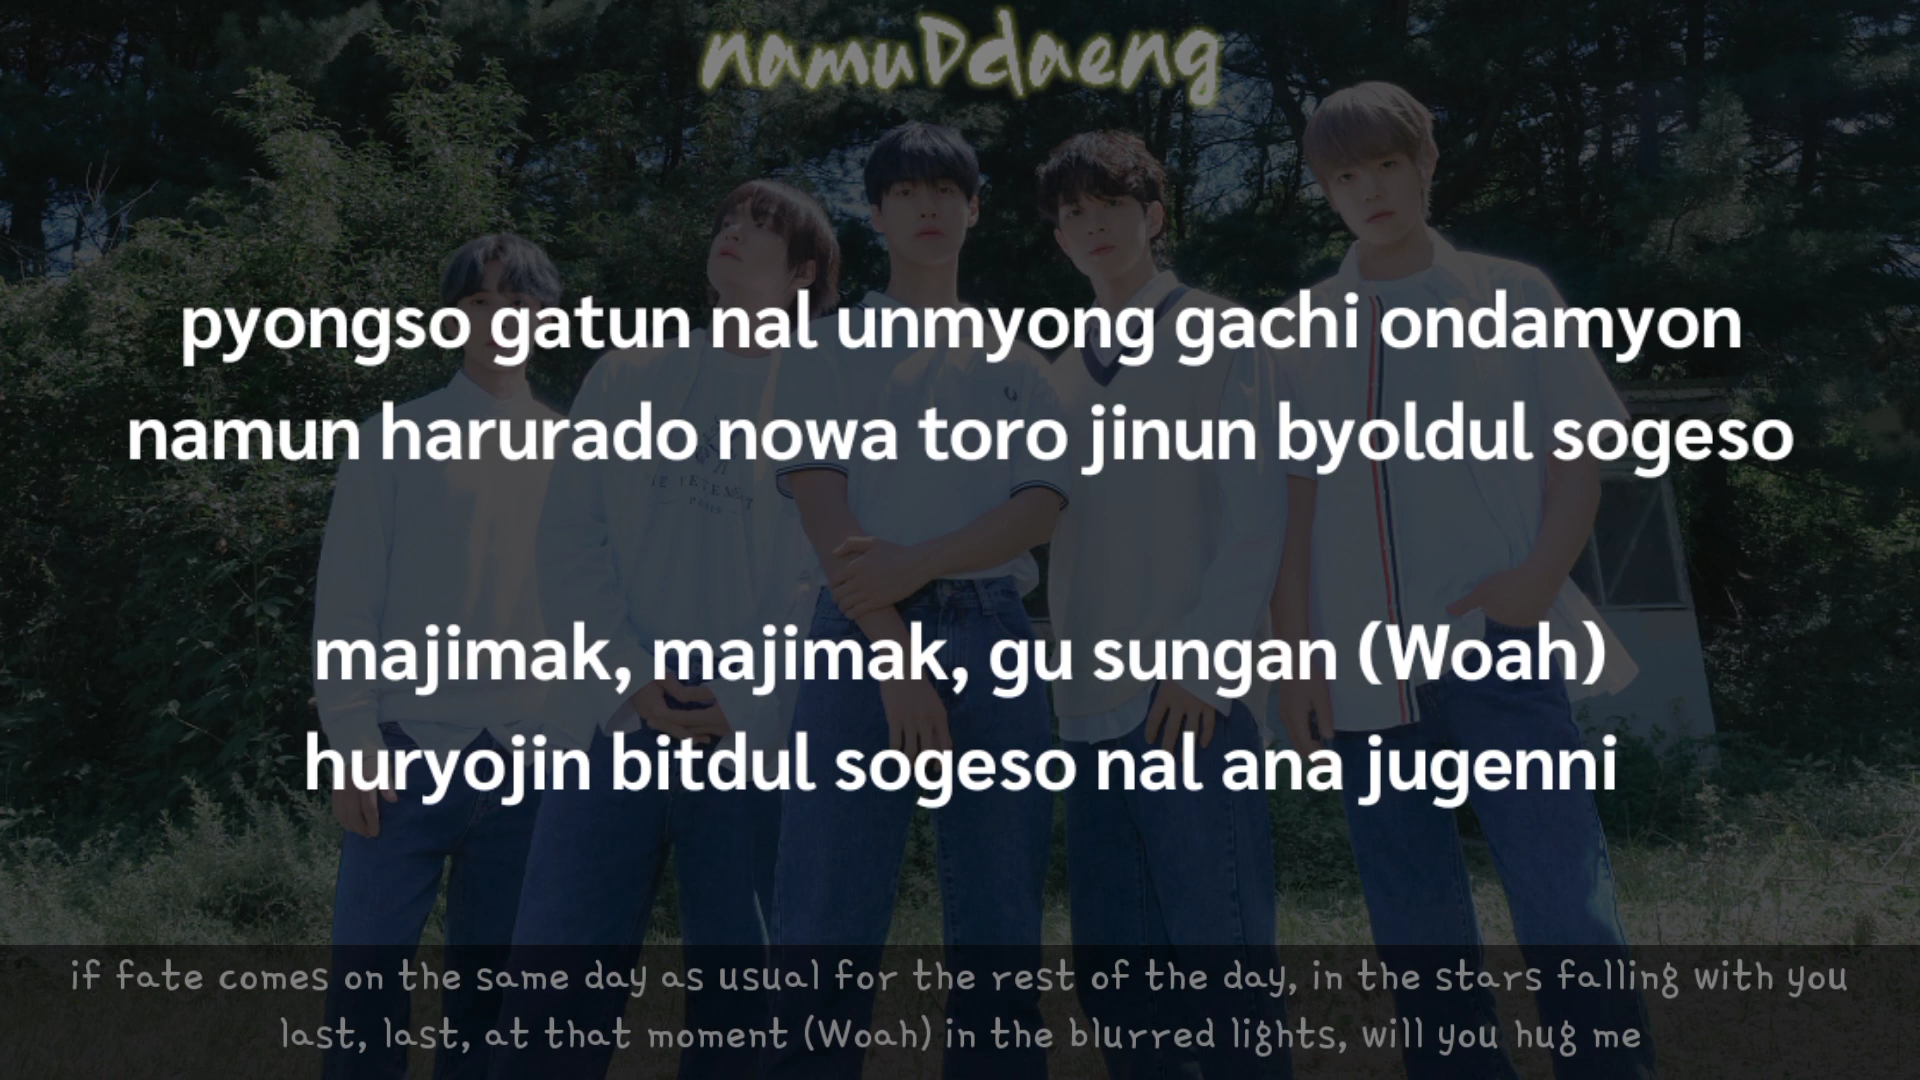 namuDdaeng
pyongso gatun nal unmyong gachi ondamyon
namun harurado nowa toro jinun byoldul sogeso
majimak, majimak, gu sungan (Woah)
huryojin bitdul sogeso nal ana jugenni
if fate comes on the same day as usual for the rest of the day, in the stars falling with you
last, last, at that moment (Woah) in the blurred lights, will you hug me